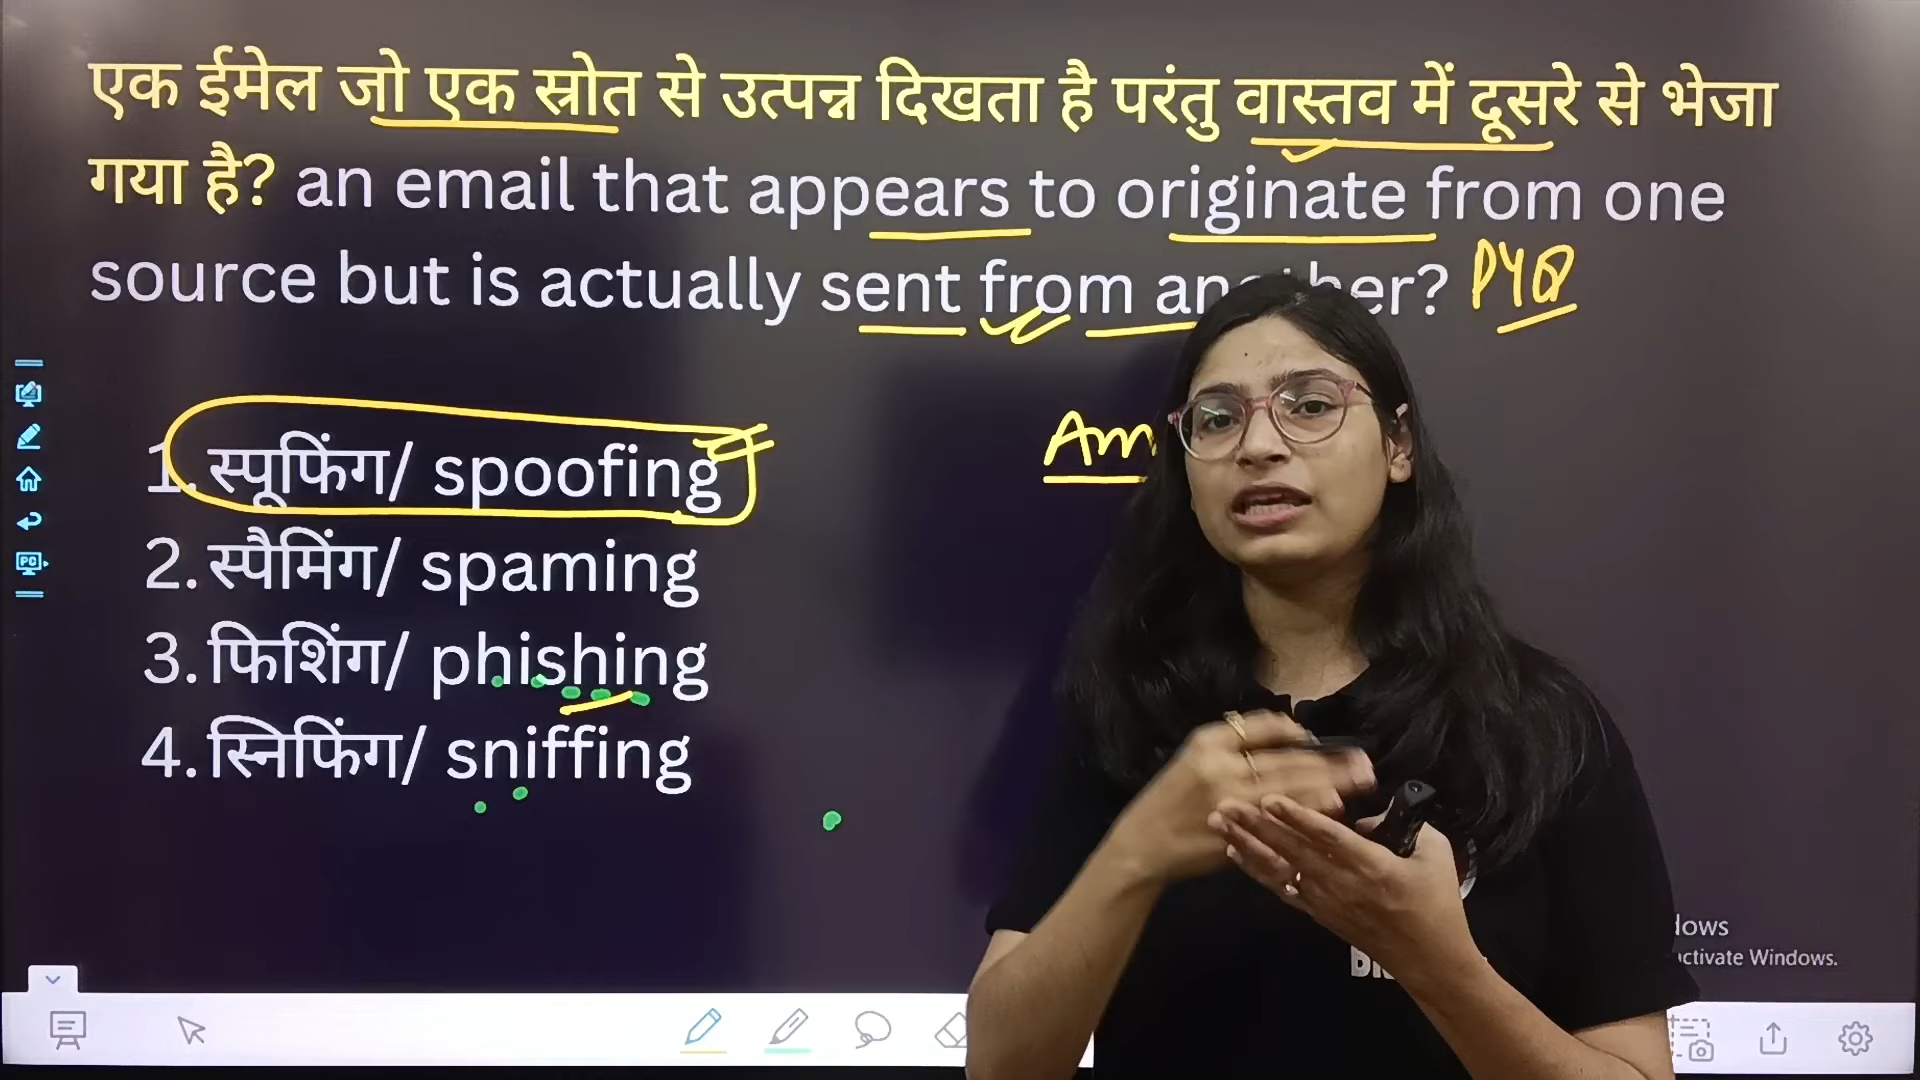 एक ईमेल जो एक स्रोत से उत्पन्न दिखता है परंतु वास्तव में दूसरे से भेजा
गया है? an email that appears to originate from one
source but is actually sent from another? PYQ
1. स्पूफिंग/ spoofing
2. स्पैमिंग/ spaming
3. फिशिंग/ phishing
4. स्निफिंग/ sniffing
Activate Windows.